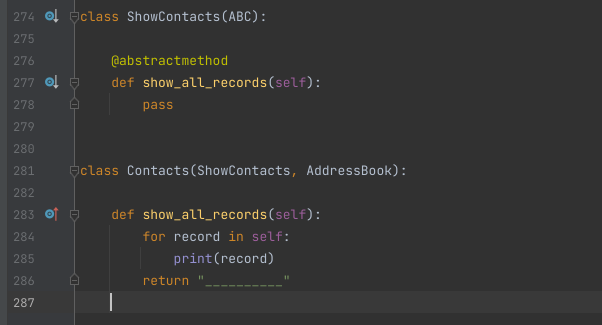 274 class ShowContacts(ABC):
275
276     @abstractmethod
277     def show_all_records(self):
278         pass
279
280
281 class Contacts(ShowContacts, AddressBook):
282
283     def show_all_records(self):
284         for record in self:
285             print(record)
286         return "__________"
287